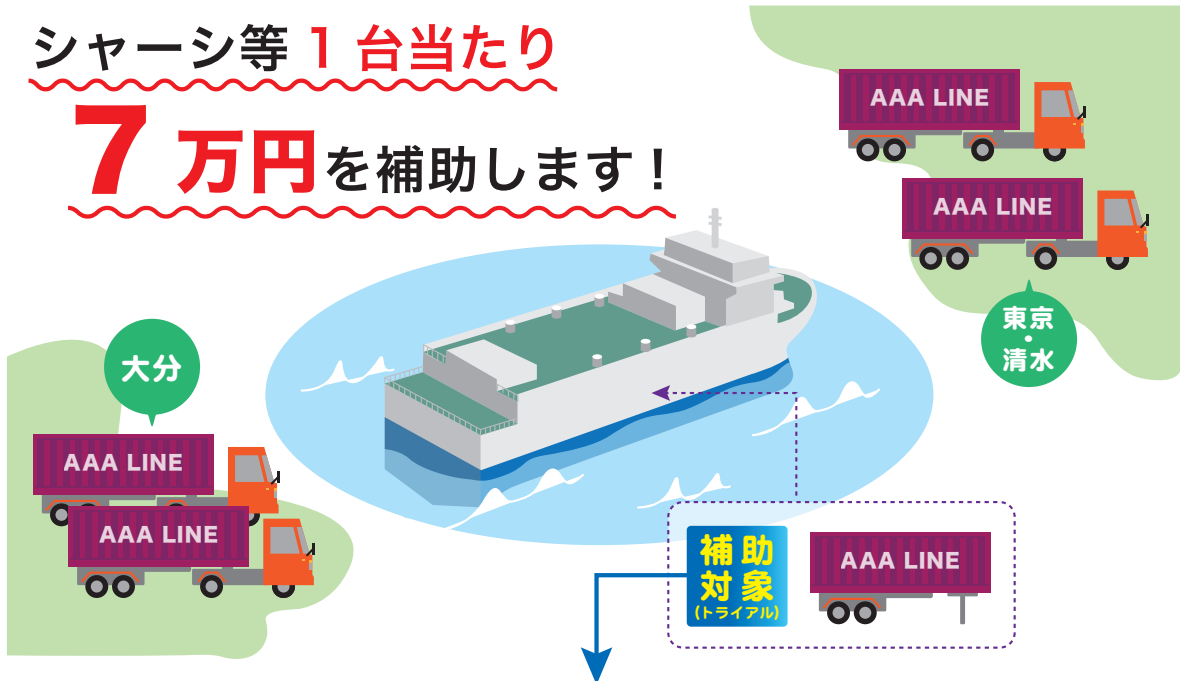 シャーシ等 1 台当たり
7 万円を補助します！
AAA LINE
AAA LINE
東京
・
清水
大分
AAA LINE
AAA LINE
補助
対象
(トライアル)
AAA LINE